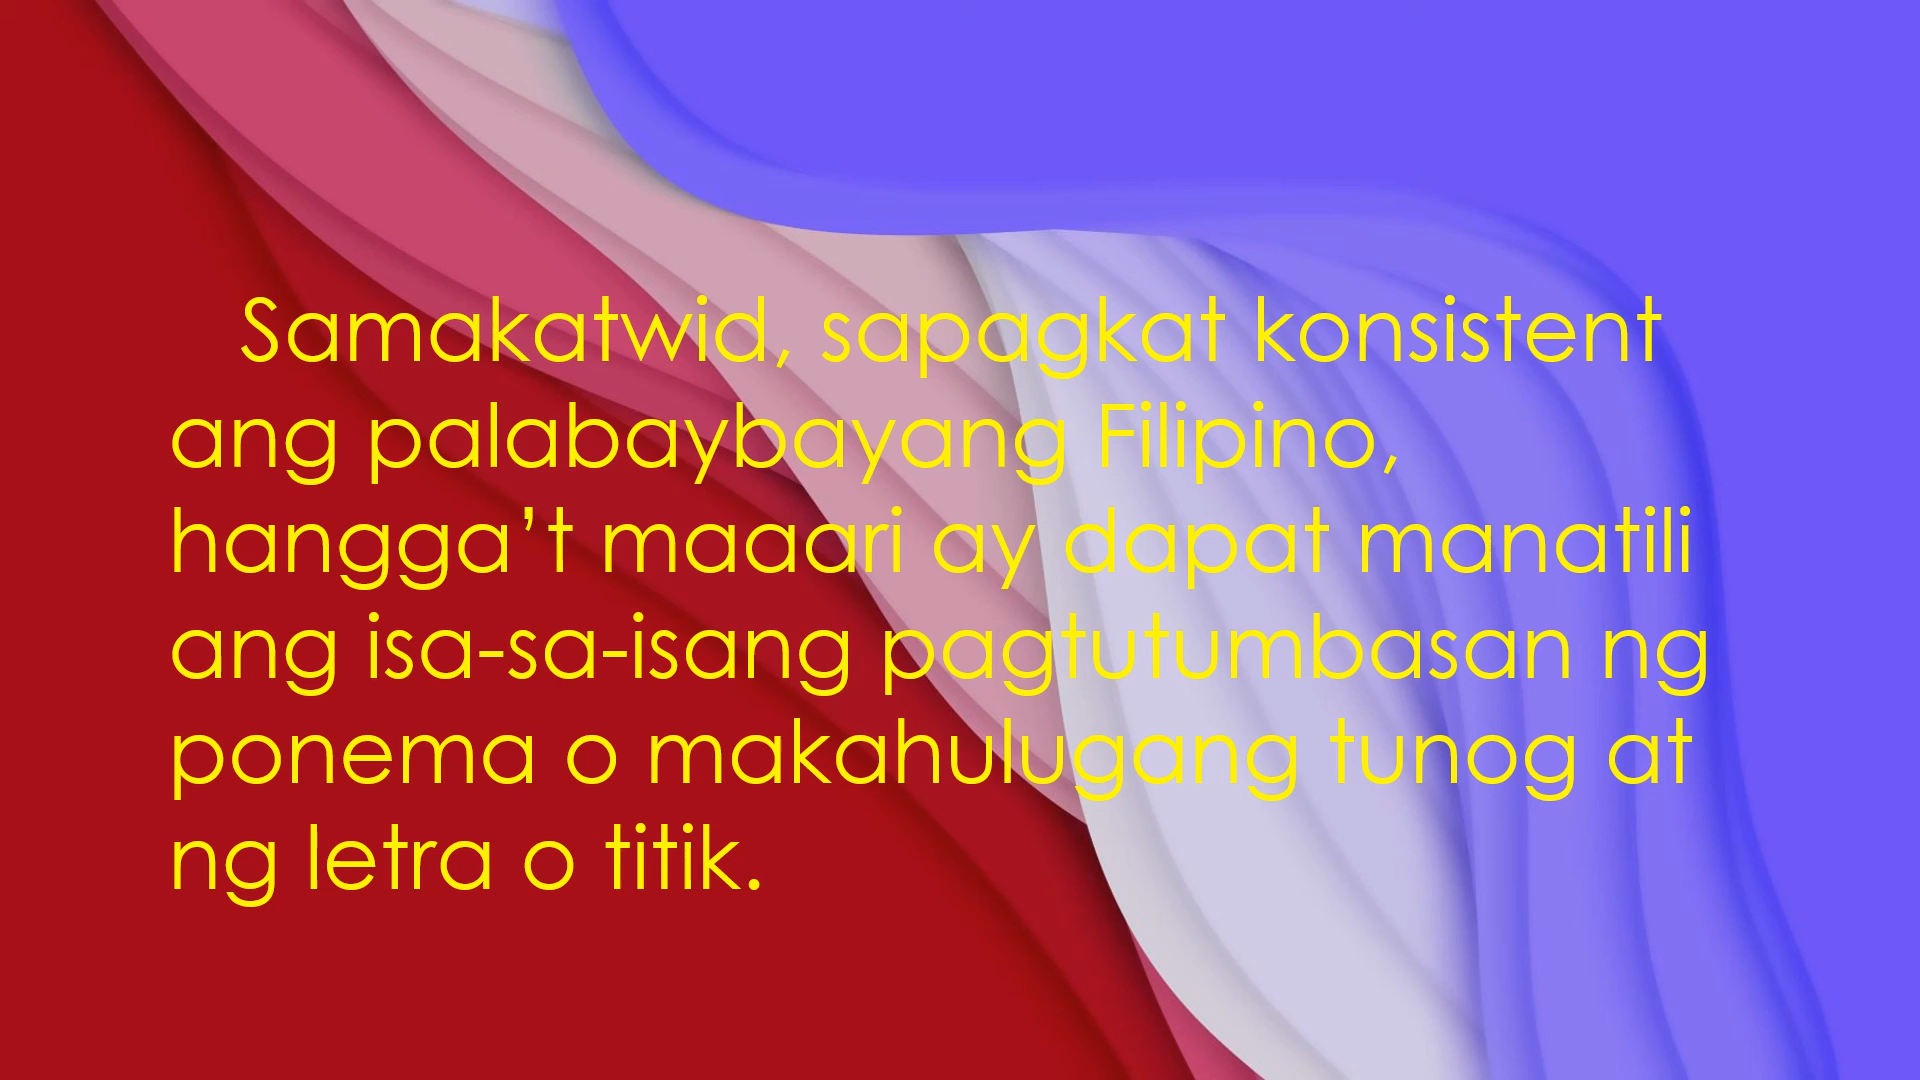 Samakatwid, sapagkat konsistent
ang palabaybayang Filipino,
hangga’t maaari ay dapat manatili
ang isa-sa-isang pagtutumbasan ng
ponema o makahulugang tunog at
ng letra o titik.